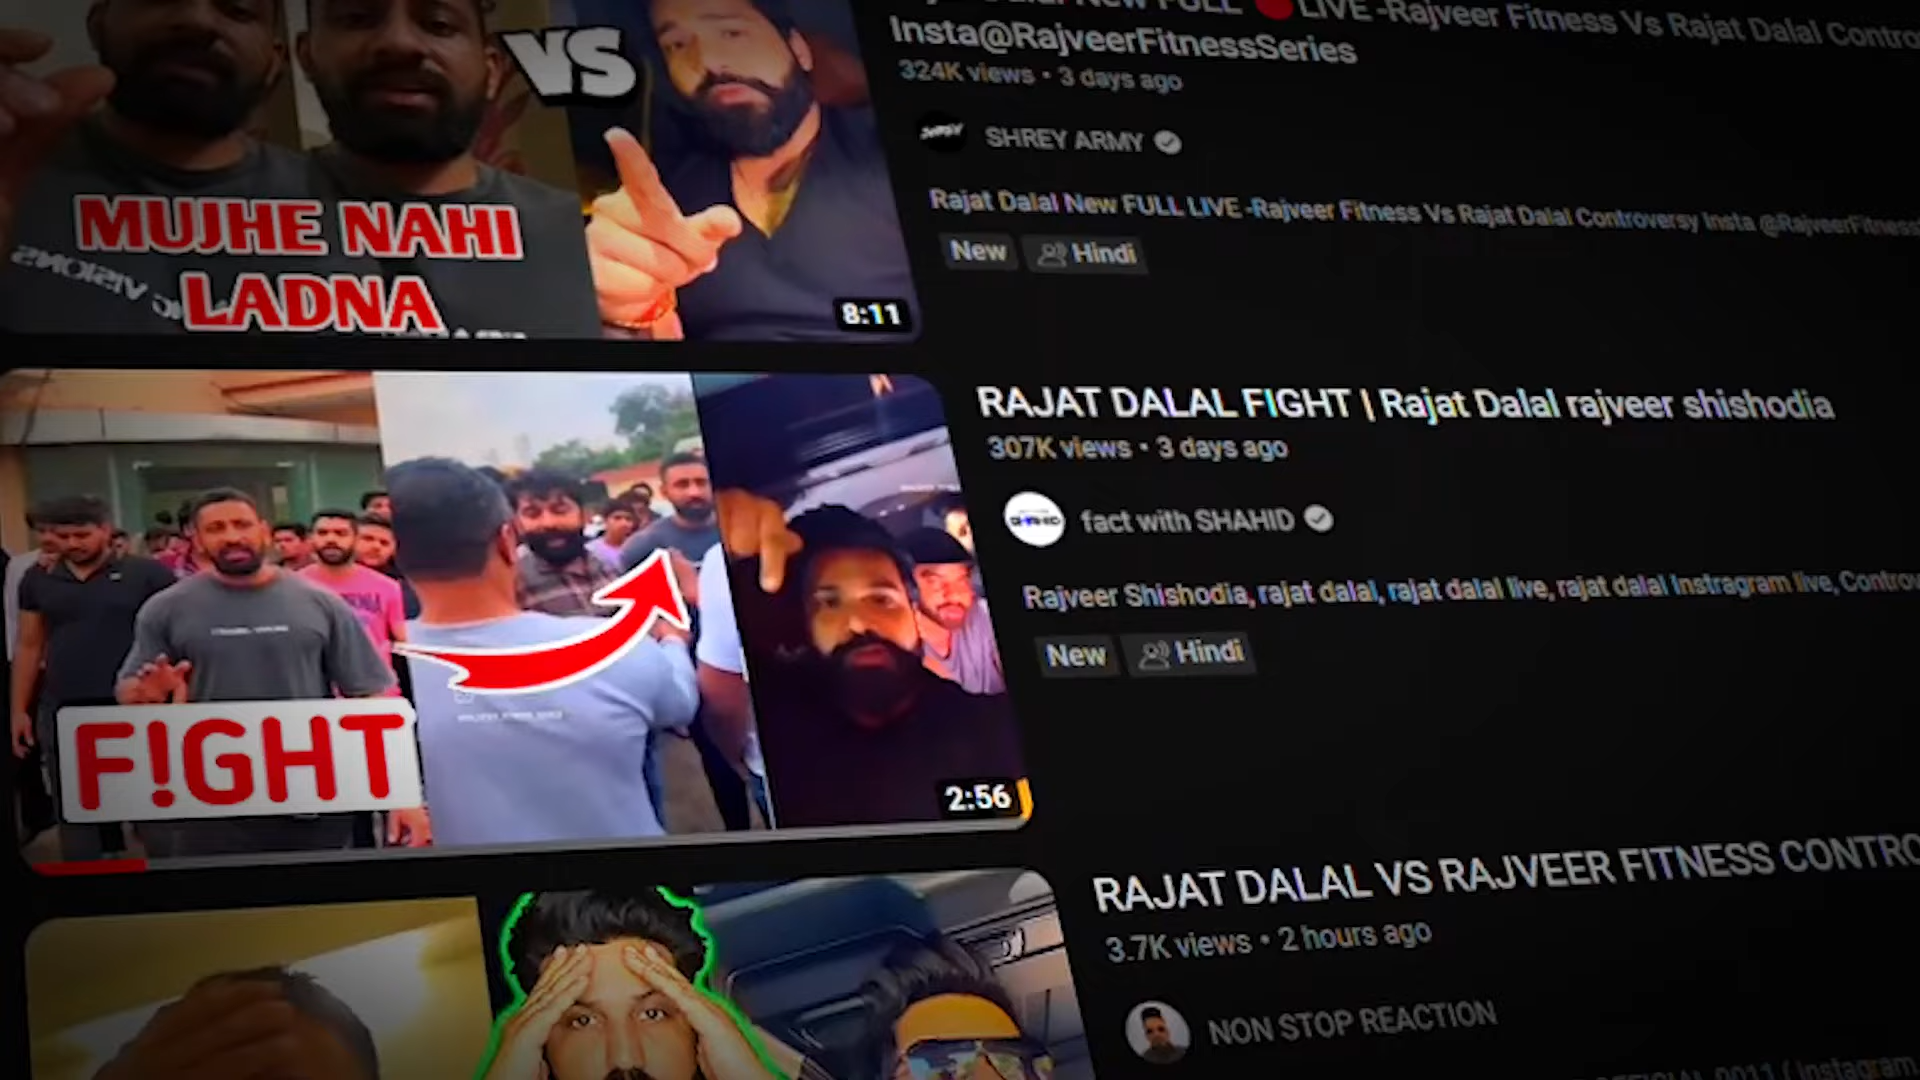 VS
MUJHE NAHI
LADNA
8:11
LIVE -Rajveer Fitness Vs Rajat Dalal Contro
Insta@RajveerFitnessSeries
324K views • 3 days ago
SHREY ARMY
Rajat Dalal New FULL LIVE -Rajveer Fitness Vs Rajat Dalal Controversy Insta @RajveerFitness
New
Hindi
F!GHT
2:56
RAJAT DALAL FIGHT | Rajat Dalal rajveer shishodia
307K views • 3 days ago
SHAHID
fact with SHAHID
Rajveer Shishodia, rajat dalal, rajat dalal live, rajat dalal Instragram live, Controv
New
Hindi
RAJAT DALAL VS RAJVEER FITNESS CONTRO
3.7K views • 2 hours ago
NON STOP REACTION